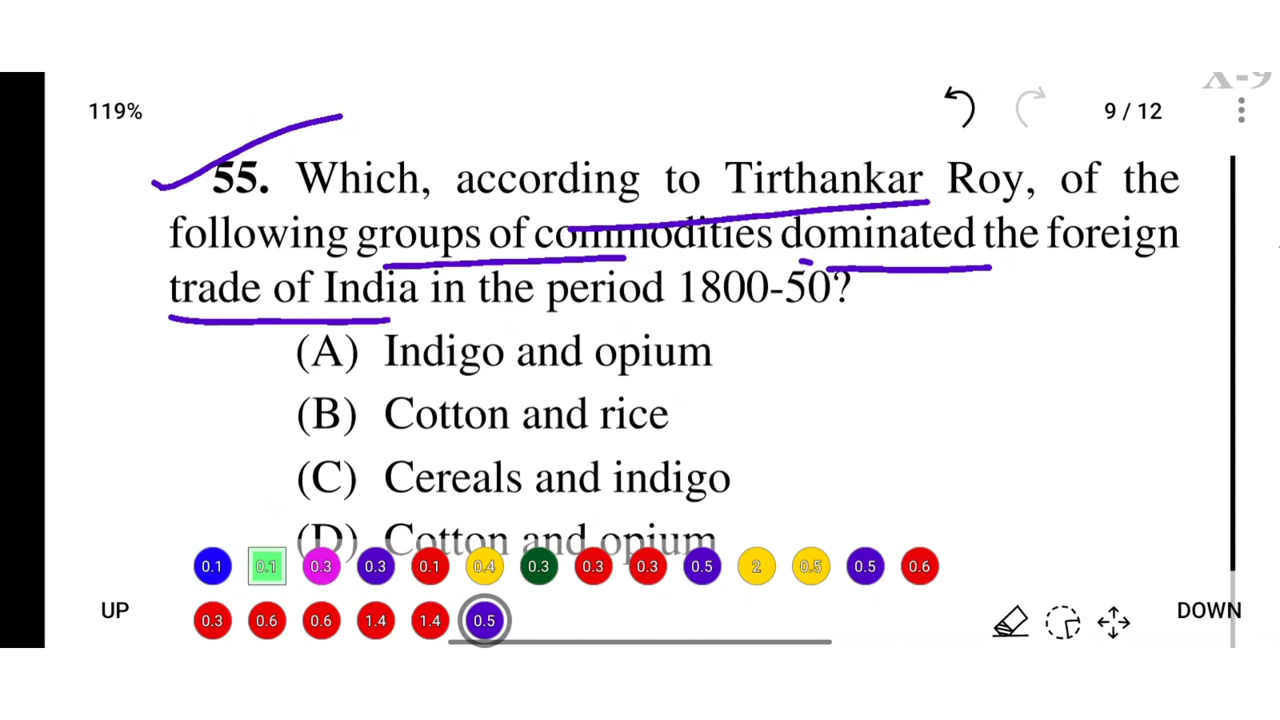 X-9
119%
9 / 12
55. Which, according to Tirthankar Roy, of the
following groups of commodities dominated the foreign
trade of India in the period 1800-50?
(A) Indigo and opium
(B) Cotton and rice
(C) Cereals and indigo
(D) Cotton and opium
0.1 0.1 0.3 0.3 0.1 0.4 0.3 0.3 0.3 0.5 2 0.5 0.5 0.6
UP
DOWN
0.3 0.6 0.6 1.4 1.4 0.5